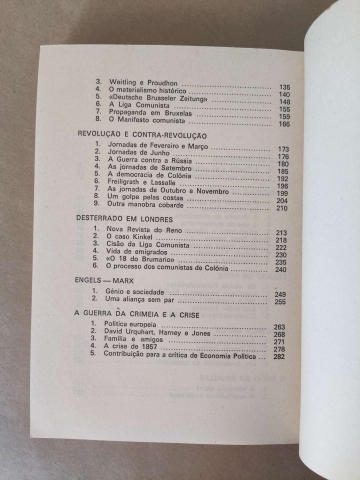 3. Weitling e Proudhon 135
4. O materialismo histórico 140
5. «Deutsche Brusseler Zeitung» 148
6. A Liga Comunista 155
7. Propaganda em Bruxelas 159
8. O Manifesto comunista 166
REVOLUÇÃO E CONTRA-REVOLUÇÃO
1. Jornadas de Fevereiro e Março 173
2. Jornadas de Junho 176
3. A Guerra contra a Rússia 180
4. As jornadas de Setembro 185
5. A democracia de Colónia 192
6. Freiligrath e Lassalle 196
7. As jornadas de Outubro e Novembro 199
8. Um golpe pelas costas 204
9. Outra manobra cobarde 210
DESTERRADO EM LONDRES
1. Nova Revista do Reno 213
2. O caso Kinkel 218
3. Cisão da Liga Comunista 222
4. Vida de emigrados 230
5. «O 18 do Brumário» 235
6. O processo dos comunistas de Colónia 240
ENGELS — MARX
1. Génio e sociedade 249
2. Uma aliança sem par 255
A GUERRA DA CRIMEIA E A CRISE
1. Política europeia 263
2. David Urquhart, Harney e Jones 268
3. Família e amigos 271
4. A crise de 1857 278
5. Contribuição para a crítica de Economia Política 282